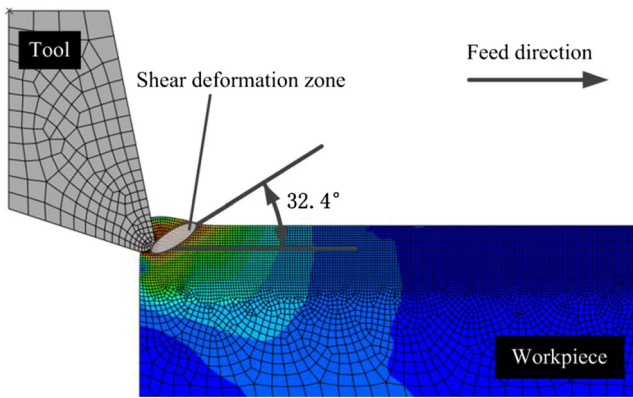 Tool
Feed direction
Shear deformation zone
32.4°
Workpiece